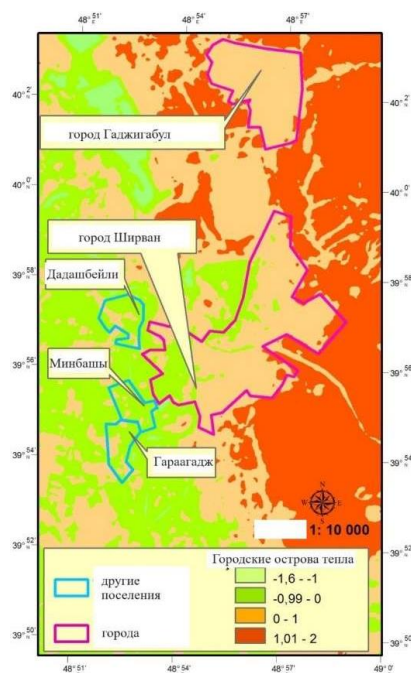 48° 51' 48° 54' 48° 57'
город Гаджигабул
город Ширван
Дадашбейли
Минбашы
Гараагадж
N
W E
S
1: 10 000
Городские острова тепла
другие
поселения
города
-1,6 - -1
-0,99 - 0
0 - 1
1,01 - 2
40° 2' N
40° 0' N
39° 58' N
39° 56' N
39° 54' N
39° 52' N
39° 50' N
40° 2' N
40° 0' N
39° 58' N
39° 56' N
39° 54' N
39° 52' N
48° 51' 48° 54' 48° 57' 49° 0'